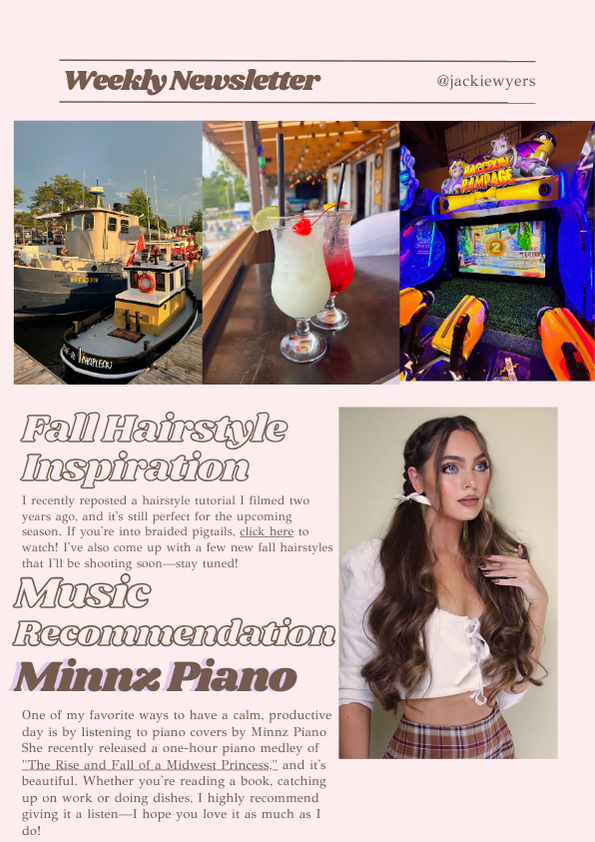 Weekly Newsletter
@jackiewyers
RACCOON
RAMPAGE
Fall Hairstyle
Inspiration
I recently reposted a hairstyle tutorial I filmed two
years ago, and it's still perfect for the upcoming
season. If you're into braided pigtails, click here to
watch! I've also come up with a few new fall hairstyles
that I'll be shooting soon—stay tuned!
Music
Recommendation
Minnz Piano
One of my favorite ways to have a calm, productive
day is by listening to piano covers by Minnz Piano
She recently released a one-hour piano medley of
"The Rise and Fall of a Midwest Princess," and it's
beautiful. Whether you're reading a book, catching
up on work or doing dishes, I highly recommend
giving it a listen—I hope you love it as much as I
do!